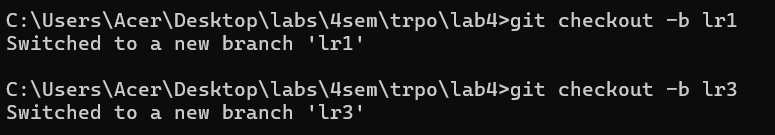 C:\Users\Acer\Desktop\labs\4sem\trpo\lab4>git checkout -b lr1
Switched to a new branch 'lr1'
C:\Users\Acer\Desktop\labs\4sem\trpo\lab4>git checkout -b lr3
Switched to a new branch 'lr3'